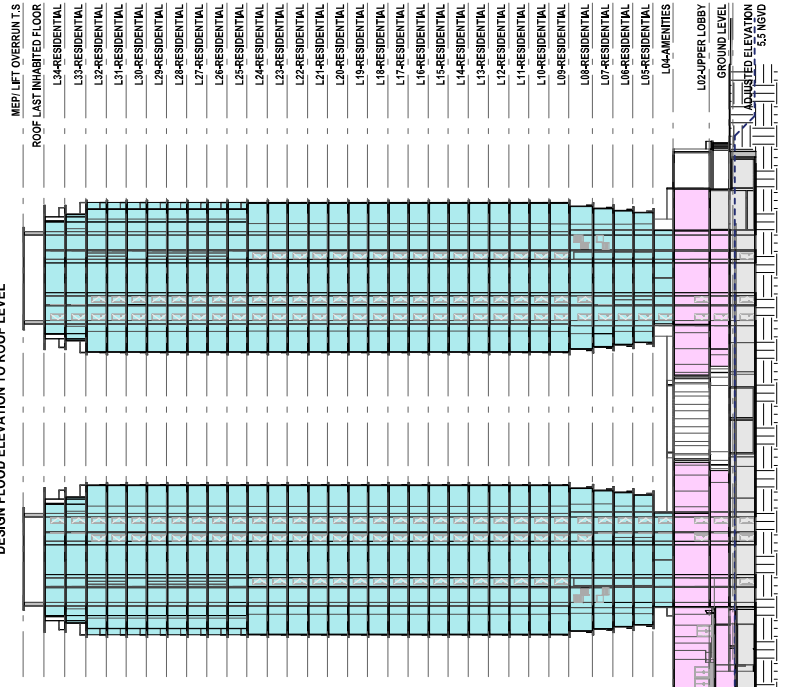 MEP/ LIFT OVERRUN T.S
ROOF LAST INHABITED FLOOR
L34-RESIDENTIAL
L33-RESIDENTIAL
L32-RESIDENTIAL
L31-RESIDENTIAL
L30-RESIDENTIAL
L29-RESIDENTIAL
L28-RESIDENTIAL
L27-RESIDENTIAL
L26-RESIDENTIAL
L25-RESIDENTIAL
L24-RESIDENTIAL
L23-RESIDENTIAL
L22-RESIDENTIAL
L21-RESIDENTIAL
L20-RESIDENTIAL
L19-RESIDENTIAL
L18-RESIDENTIAL
L17-RESIDENTIAL
L16-RESIDENTIAL
L15-RESIDENTIAL
L14-RESIDENTIAL
L13-RESIDENTIAL
L12-RESIDENTIAL
L11-RESIDENTIAL
L10-RESIDENTIAL
L09-RESIDENTIAL
L08-RESIDENTIAL
L07-RESIDENTIAL
L06-RESIDENTIAL
L05-RESIDENTIAL
L04-AMENITIES
L02-UPPER LOBBY
GROUND LEVEL
ADJUSTED ELEVATION
5.5 NGVD
DESIGN FLOOD ELEVATION TO ROOF LEVEL